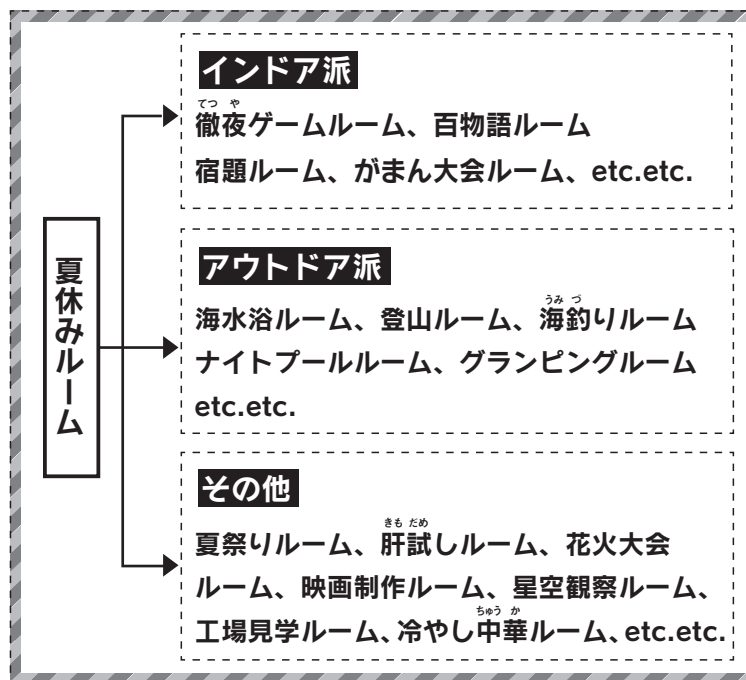 夏休みルーム
インドア派
徹夜ゲームルーム、百物語ルーム
宿題ルーム、がまん大会ルーム、etc.etc.
アウトドア派
海水浴ルーム、登山ルーム、海釣りルーム
ナイトプールルーム、グランピングルーム
etc.etc.
その他
夏祭りルーム、肝試しルーム、花火大会
ルーム、映画制作ルーム、星空観察ルーム、
工場見学ルーム、冷やし中華ルーム、etc.etc.
てつ や
うみ づ
きも だめ
ちゅう か